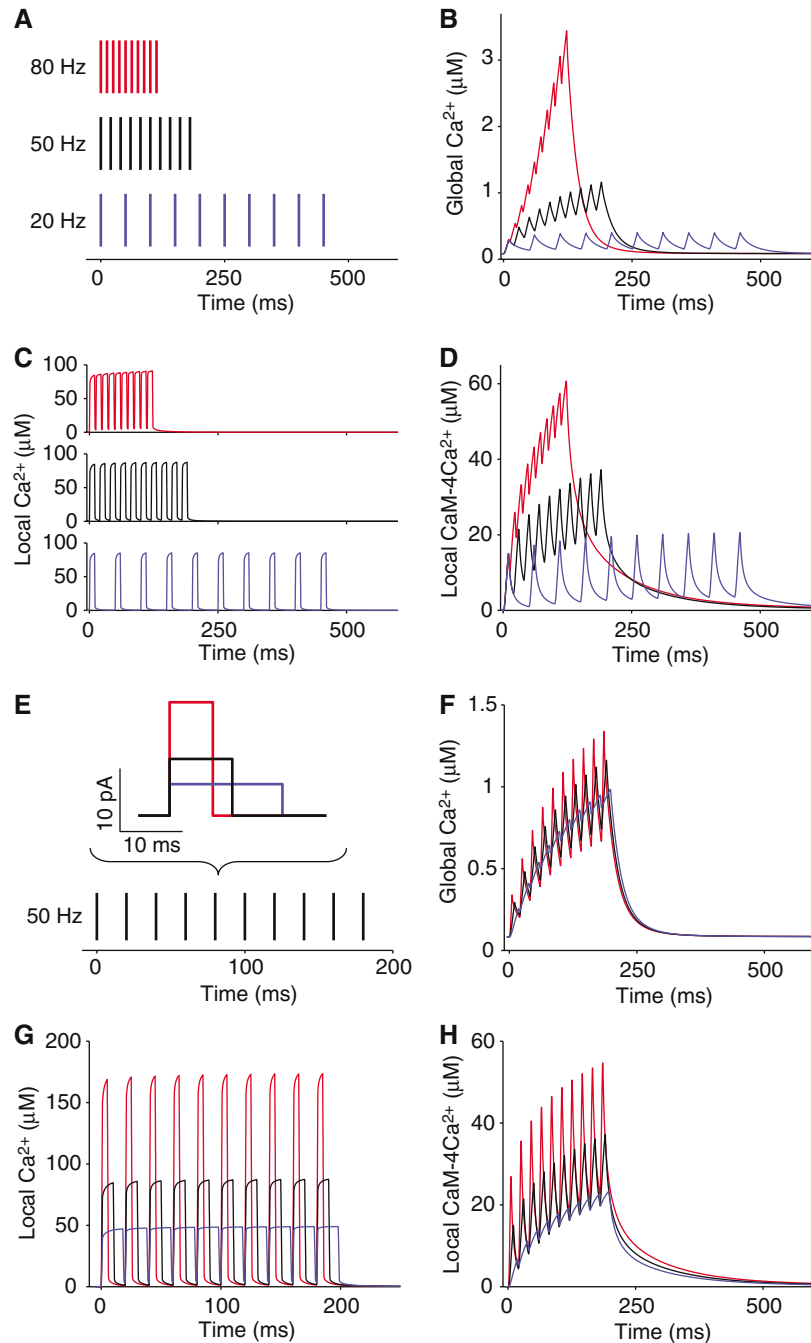 A
80 Hz
50 Hz
20 Hz
0 250 500
Time (ms)
B
Global Ca2+ (µM)
3
2
1
0
0 250 500
Time (ms)
C
Local Ca2+ (µM)
100
50
0
100
50
0
100
50
0
0 250 500
Time (ms)
D
Local CaM-4Ca2+ (µM)
60
40
20
0
0 250 500
Time (ms)
E
10 pA
10 ms
50 Hz
0 100 200
Time (ms)
F
Global Ca2+ (µM)
1.5
1
0.5
0
0 250 500
Time (ms)
G
Local Ca2+ (µM)
200
150
100
50
0
0 100 200
Time (ms)
H
Local CaM-4Ca2+ (µM)
60
40
20
0
0 250 500
Time (ms)